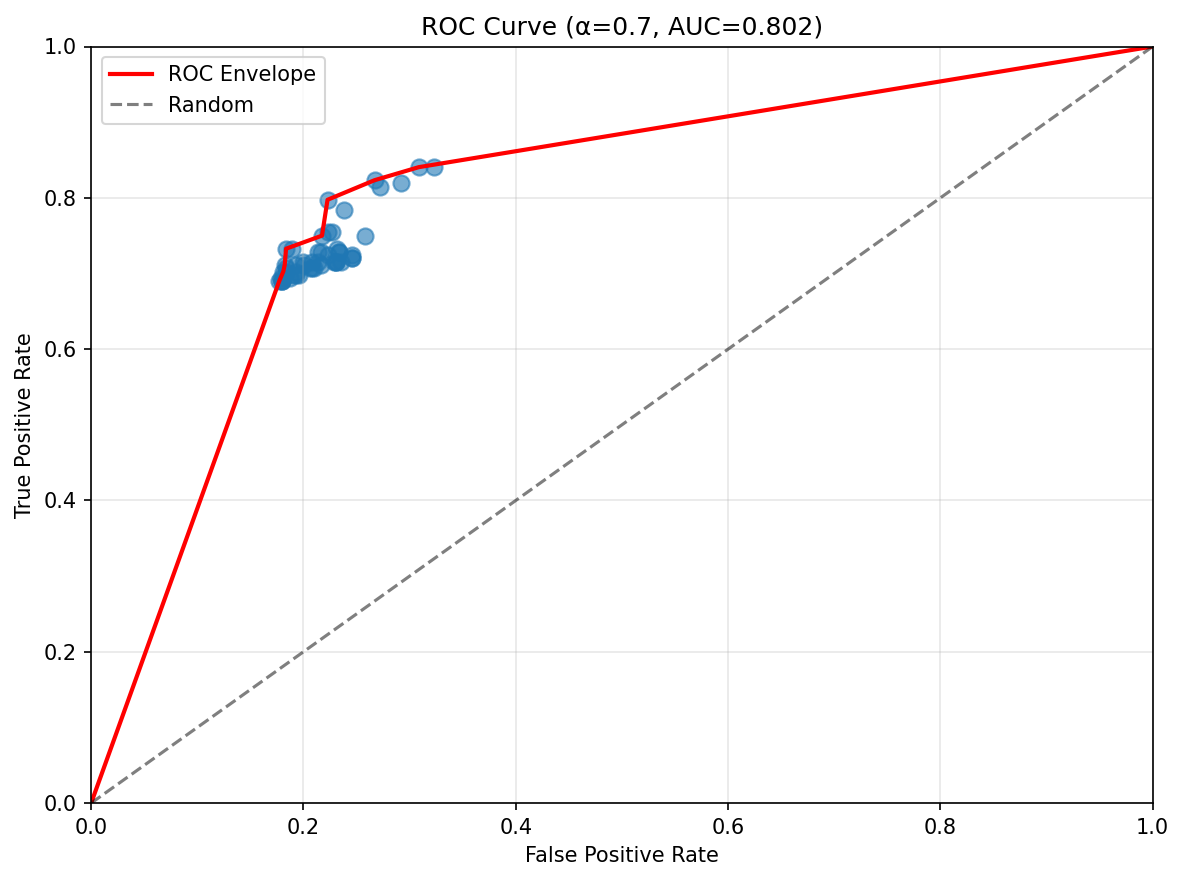 ROC Curve (α=0.7, AUC=0.802)
ROC Envelope
Random
1.0
0.8
0.6
0.4
0.2
0.0
True Positive Rate
0.0 0.2 0.4 0.6 0.8 1.0
False Positive Rate